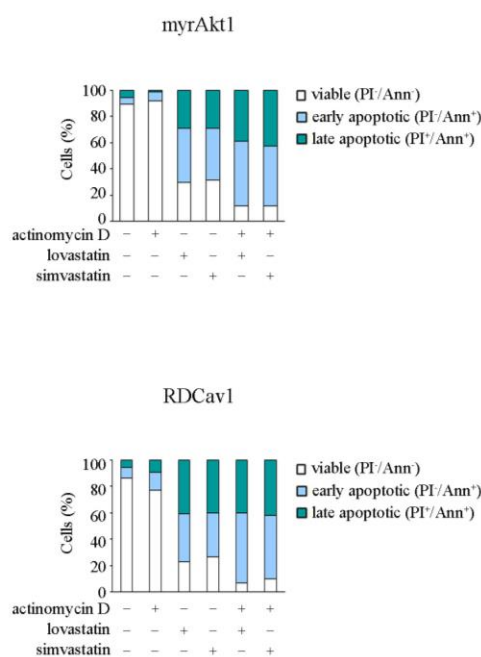 myrAkt1
100
80
60
40
20
0
Cells (%)
viable (PI⁻/Ann⁻)
early apoptotic (PI⁻/Ann⁺)
late apoptotic (PI⁺/Ann⁺)
actinomycin D – + – – + +
lovastatin – – + – + –
simvastatin – – – + – +
RDCav1
100
80
60
40
20
0
Cells (%)
viable (PI⁻/Ann⁻)
early apoptotic (PI⁻/Ann⁺)
late apoptotic (PI⁺/Ann⁺)
actinomycin D – + – – + +
lovastatin – – + – + –
simvastatin – – – + – +